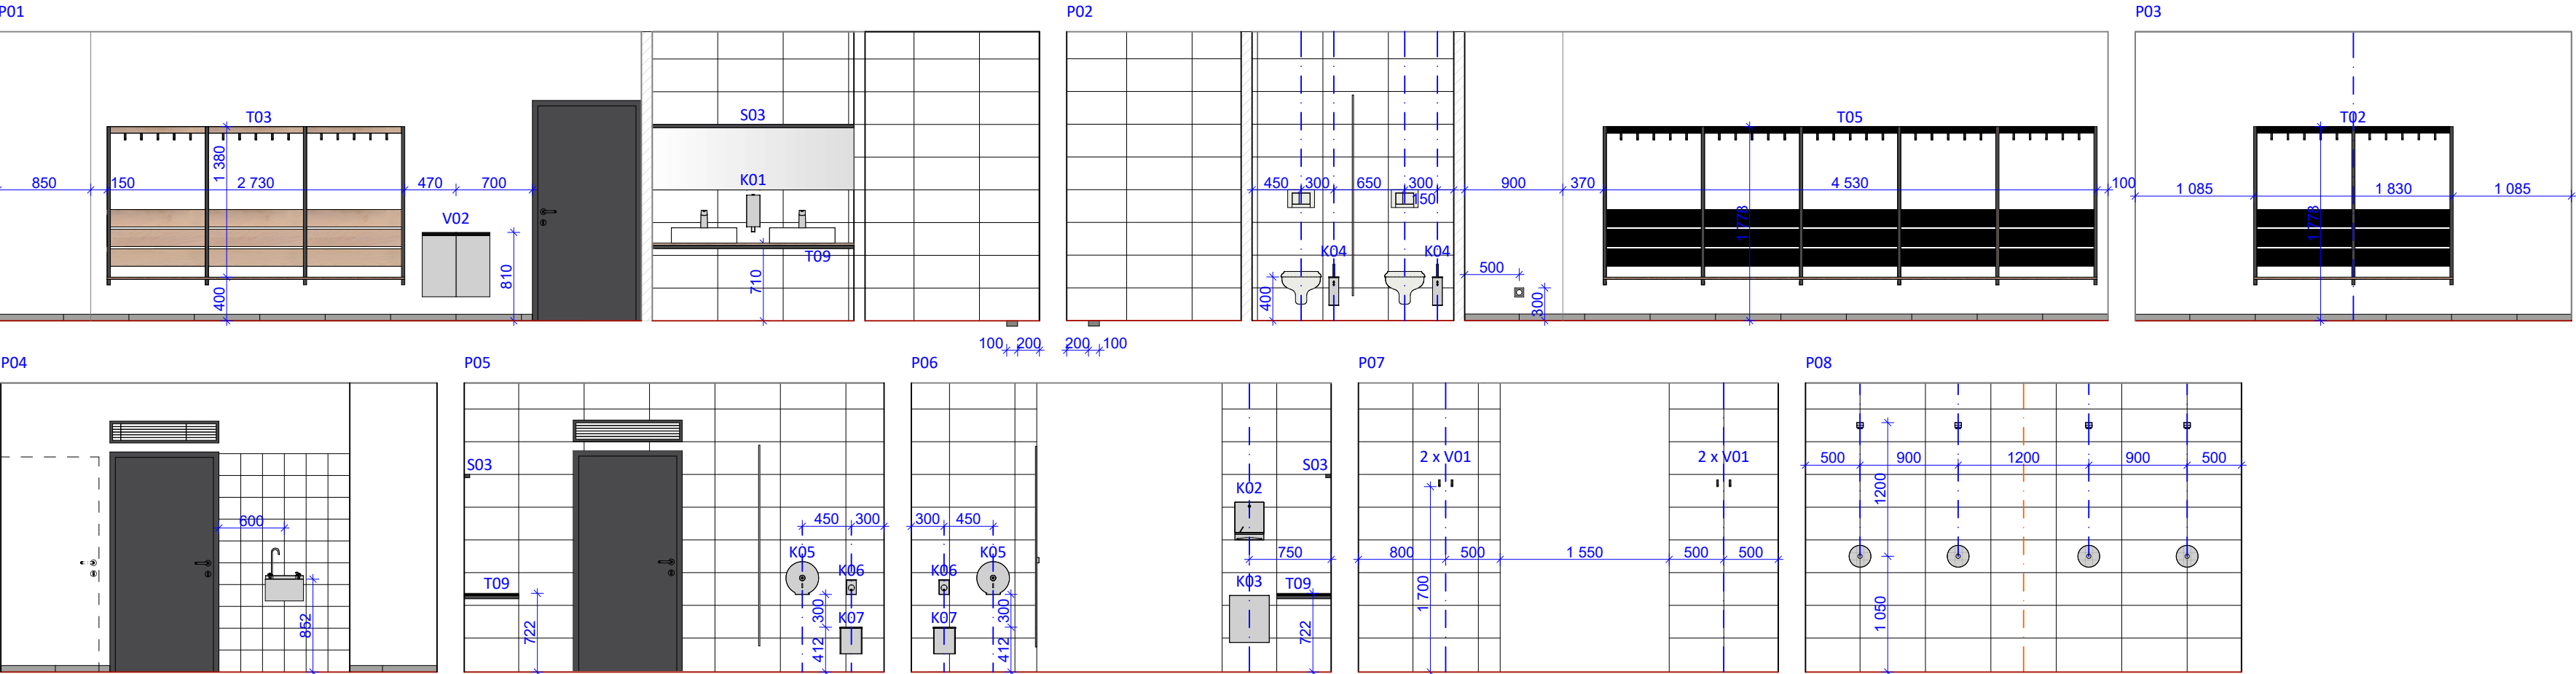 P01
P02
P03
T03
S03
K01
T09
V02
850
150
2 730
1 380
400
470
700
810
710
100
200
T05
K04
K04
450
300
650
300
150
900
370
4 530
100
400
500
300
1 778
200
100
T02
1 085
1 830
1 085
1 778
P04
P05
P06
P07
P08
600
852
S03
T09
722
K05
K06
K07
450
300
300
412
300
450
K05
K06
K07
300
412
S03
K02
K03
T09
750
722
2 x V01
2 x V01
800
500
1 550
500
500
1 700
500
900
1200
900
500
1200
1 050